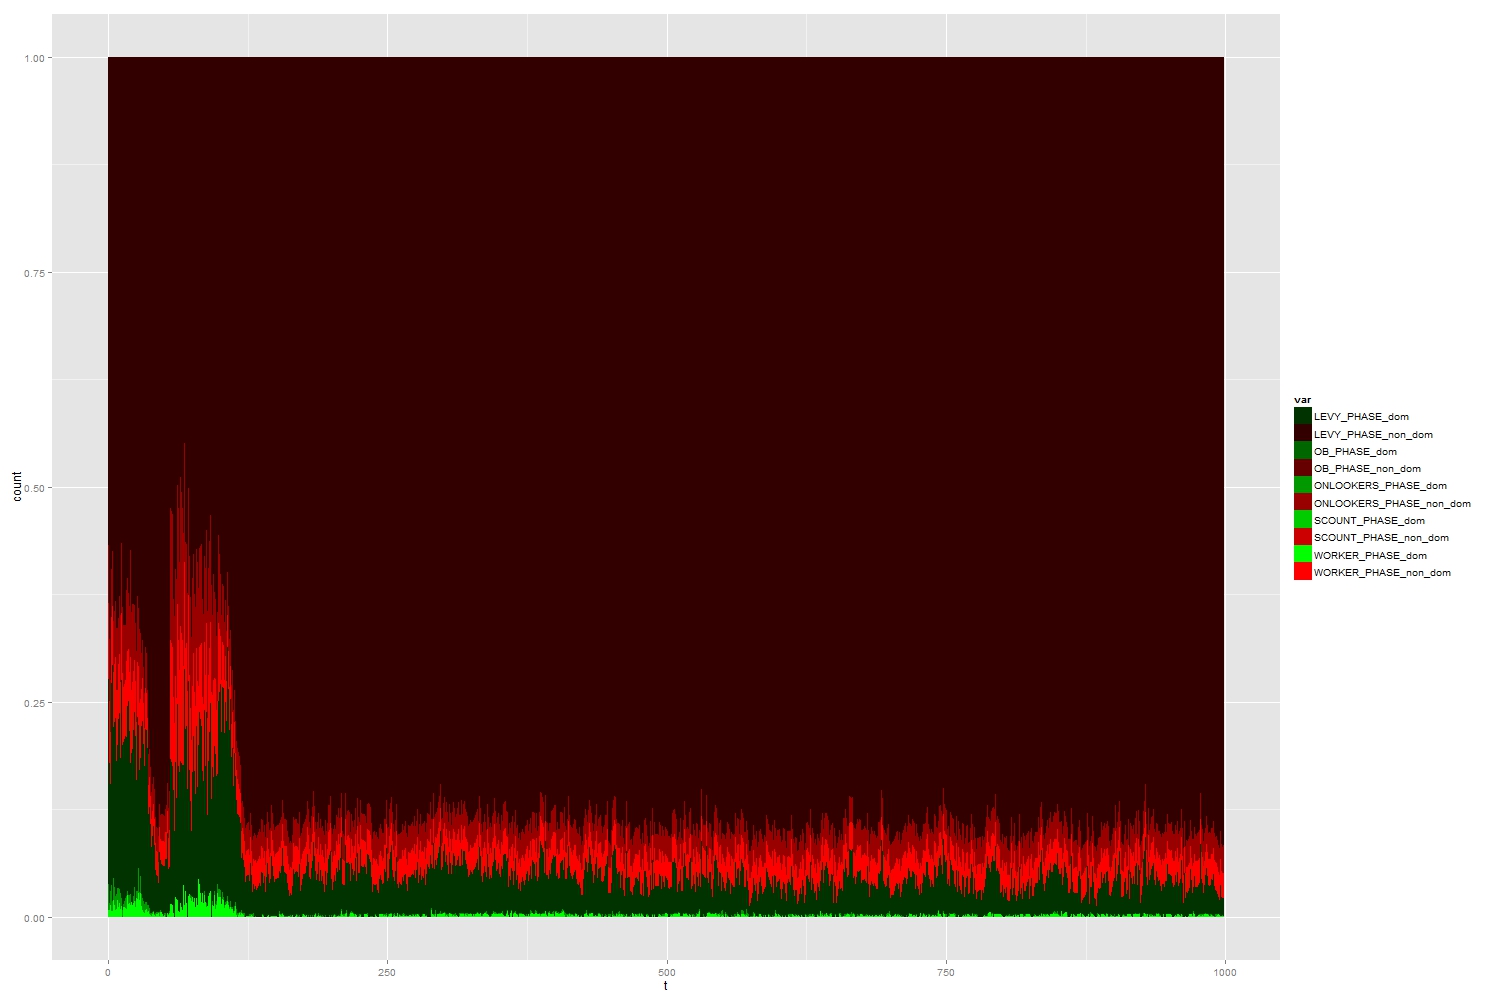 1.00
0.75
0.50
0.25
0.00
count
0
250
500
750
1000
t
var
LEVY_PHASE_dom
LEVY_PHASE_non_dom
OB_PHASE_dom
OB_PHASE_non_dom
ONLOOKERS_PHASE_dom
ONLOOKERS_PHASE_non_dom
SCOUNT_PHASE_dom
SCOUNT_PHASE_non_dom
WORKER_PHASE_dom
WORKER_PHASE_non_dom